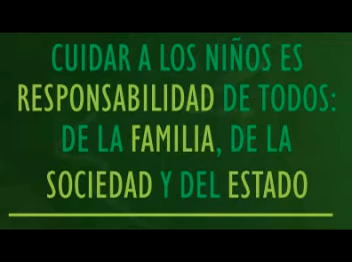 CUIDAR A LOS NIÑOS ES
RESPONSABILIDAD DE TODOS:
DE LA FAMILIA, DE LA
SOCIEDAD Y DEL ESTADO